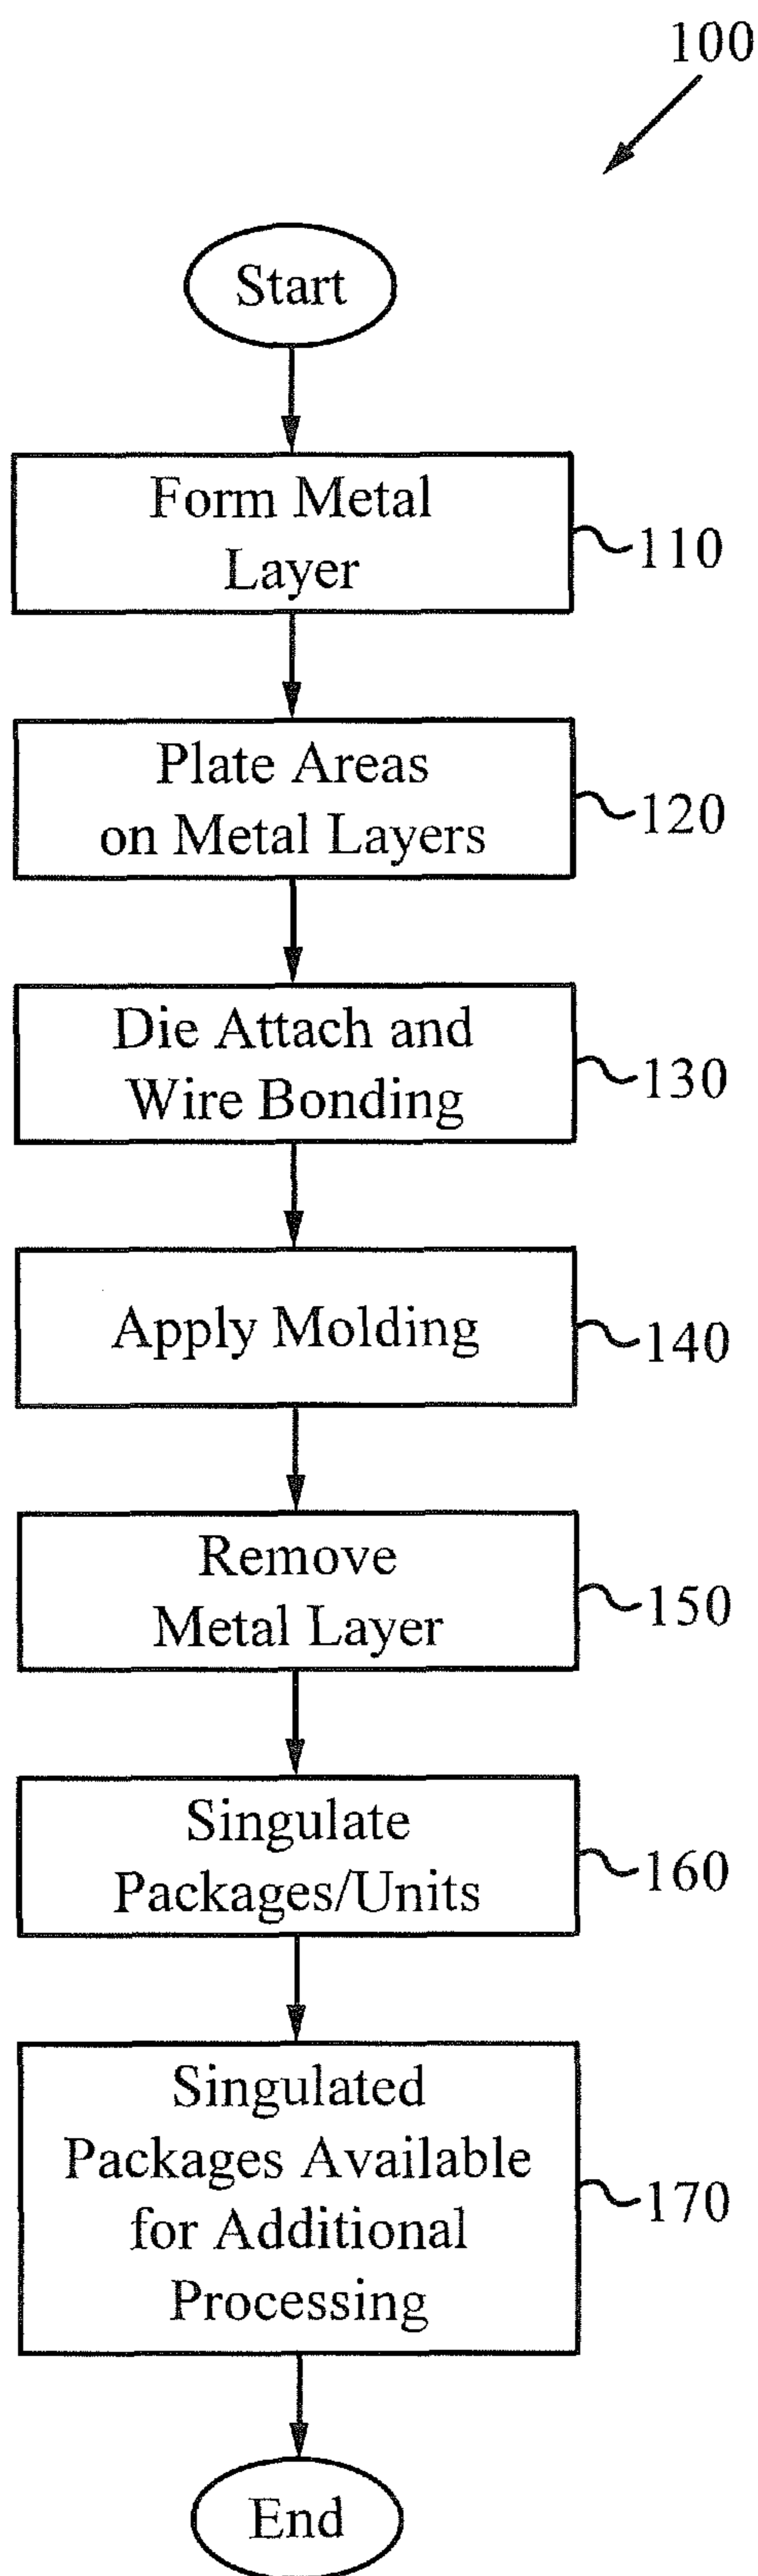 100
Start
Form Metal
Layer
110
Plate Areas
on Metal Layers
120
Die Attach and
Wire Bonding
130
Apply Molding
140
Remove
Metal Layer
150
Singulate
Packages/Units
160
Singulated
Packages Available
for Additional
Processing
170
End